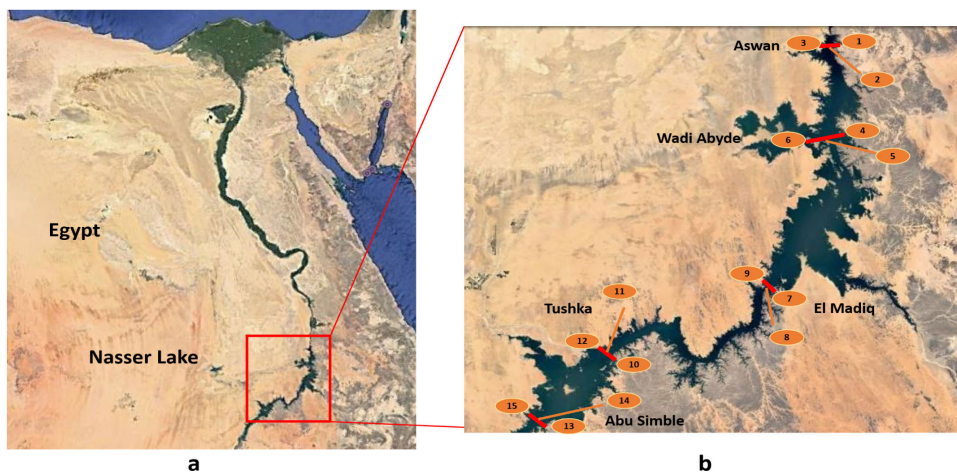 Egypt
Nasser Lake
a
Aswan
3
1
2
Wadi Abyde
6
4
5
9
7
El Madiq
8
Tushka
11
12
10
15
14
13
Abu Simble
b